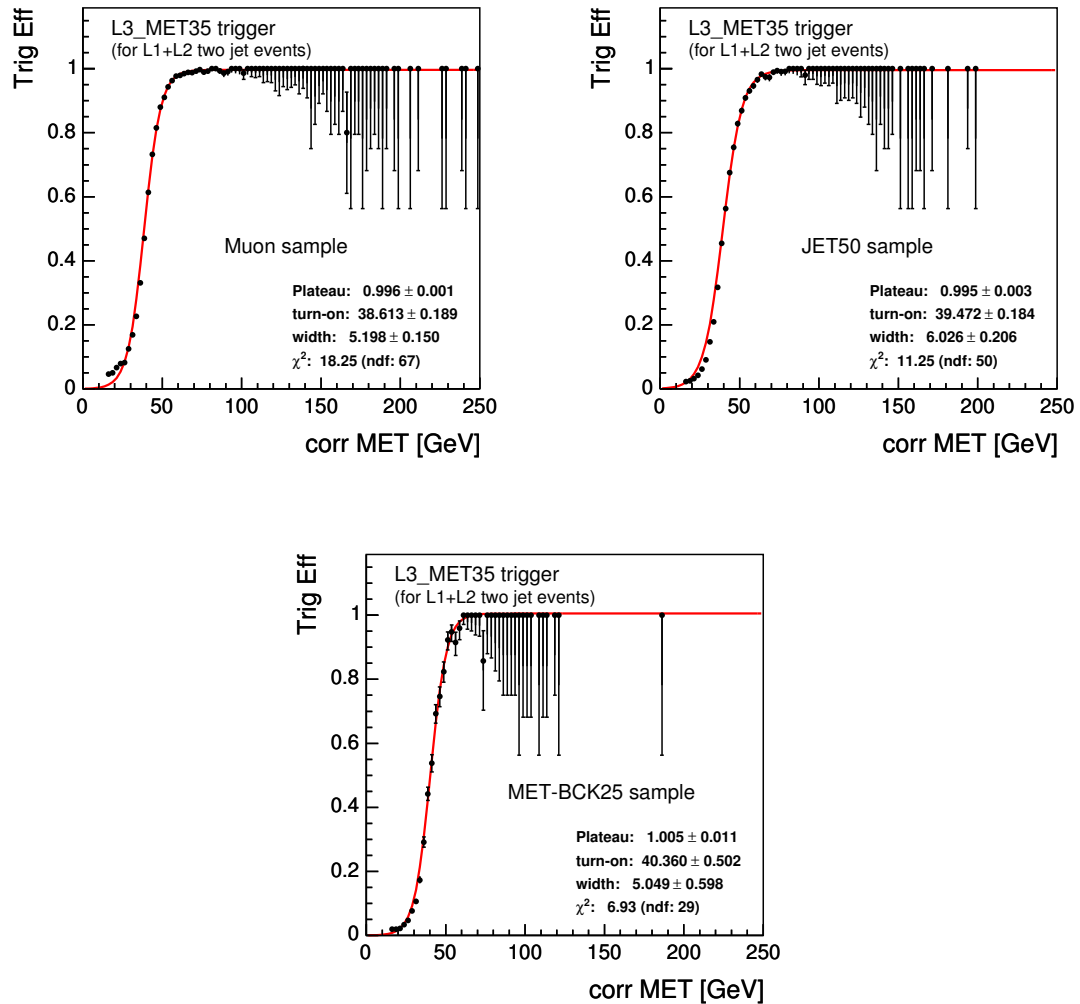 Trig Eff
L3_MET35 trigger
(for L1+L2 two jet events)
1
0.8
0.6
0.4
0.2
0
Muon sample
Plateau: 0.996 ± 0.001
turn-on: 38.613 ± 0.189
width: 5.198 ± 0.150
χ²: 18.25 (ndf: 67)
0 50 100 150 200 250
corr MET [GeV]
Trig Eff
L3_MET35 trigger
(for L1+L2 two jet events)
1
0.8
0.6
0.4
0.2
0
JET50 sample
Plateau: 0.995 ± 0.003
turn-on: 39.472 ± 0.184
width: 6.026 ± 0.206
χ²: 11.25 (ndf: 50)
0 50 100 150 200 250
corr MET [GeV]
Trig Eff
L3_MET35 trigger
(for L1+L2 two jet events)
1
0.8
0.6
0.4
0.2
0
MET-BCK25 sample
Plateau: 1.005 ± 0.011
turn-on: 40.360 ± 0.502
width: 5.049 ± 0.598
χ²: 6.93 (ndf: 29)
0 50 100 150 200 250
corr MET [GeV]